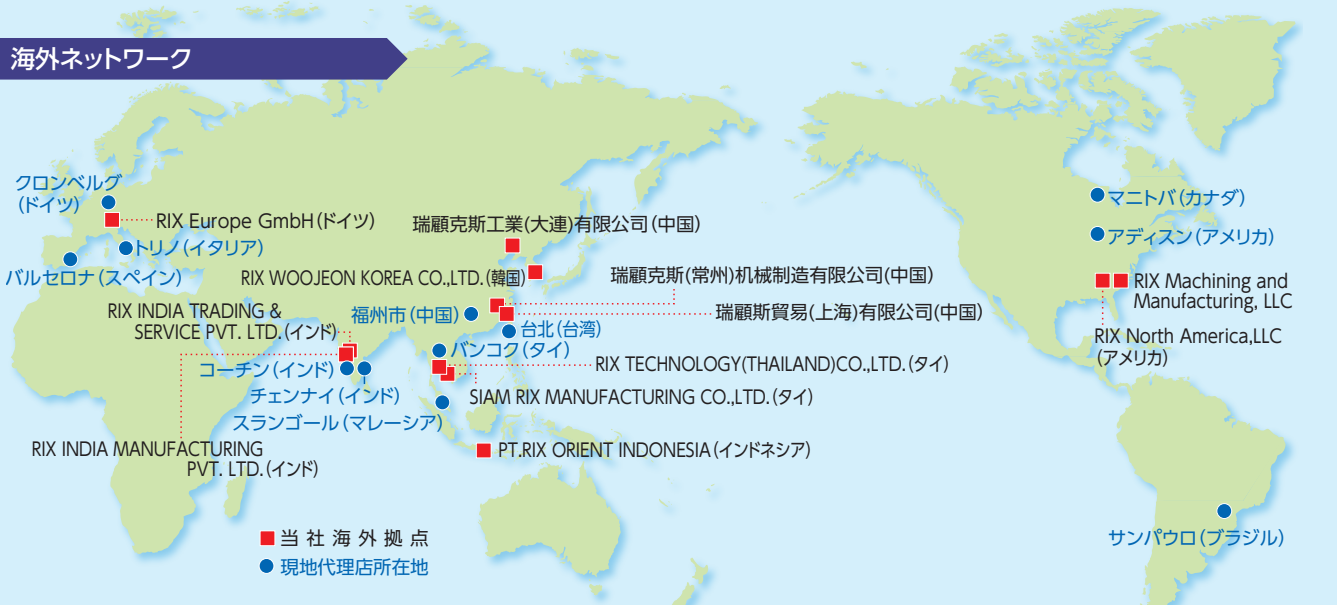 海外ネットワーク
クロンベルグ
(ドイツ)
RIX Europe GmbH(ドイツ)
トリノ(イタリア)
バルセロナ(スペイン)
瑞顧克斯工業(大連)有限公司(中国)
RIX WOOJEON KOREA CO.,LTD.(韓国)
瑞顧克斯(常州)机械制造有限公司(中国)
瑞顧斯貿易(上海)有限公司(中国)
RIX INDIA TRADING &
SERVICE PVT. LTD.(インド)
福州市(中国)
台北(台湾)
バンコク(タイ)
RIX TECHNOLOGY(THAILAND)CO.,LTD.(タイ)
コーチン(インド)
チェンナイ(インド)
SIAM RIX MANUFACTURING CO.,LTD.(タイ)
スランゴール(マレーシア)
RIX INDIA MANUFACTURING
PVT. LTD.(インド)
PT.RIX ORIENT INDONESIA(インドネシア)
マニトバ(カナダ)
アディスン(アメリカ)
RIX Machining and
Manufacturing, LLC
RIX North America,LLC
(アメリカ)
サンパウロ(ブラジル)
当社海外拠点
現地代理店所在地